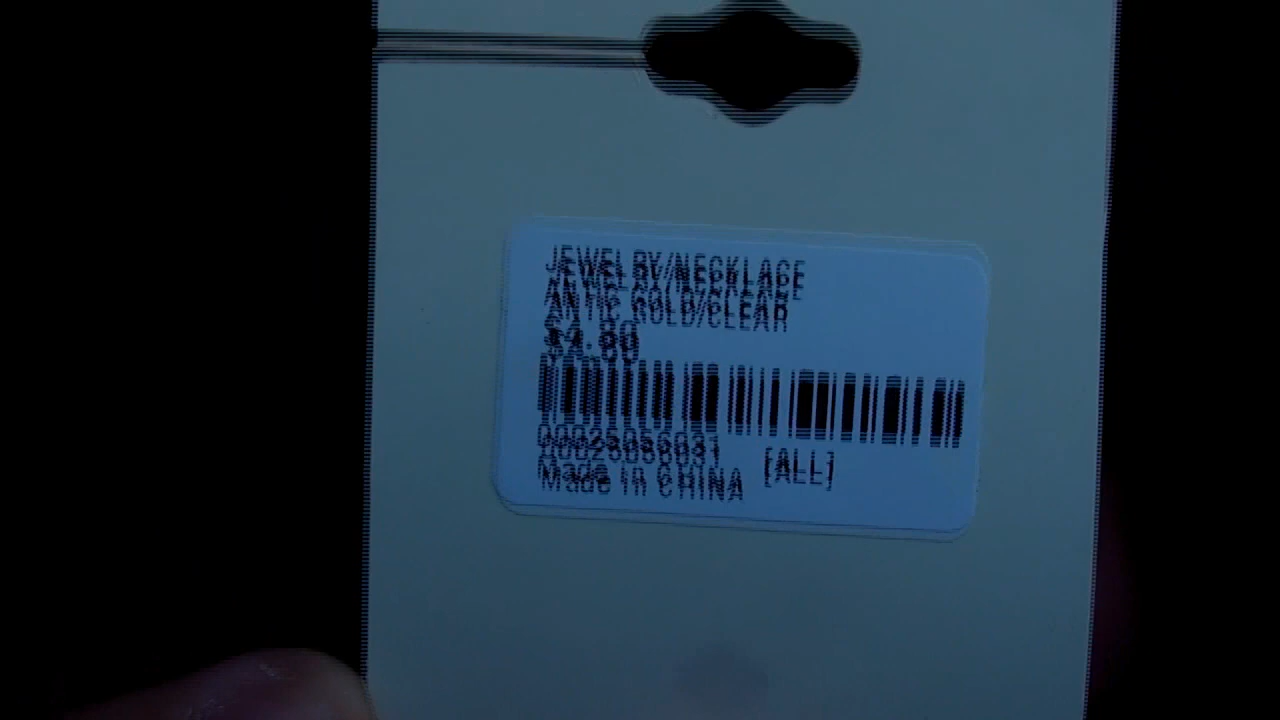 JEWELRY/NECKLACE
ANTIC GOLD/CLEAR
$4.80
[ALL]
Made in CHINA